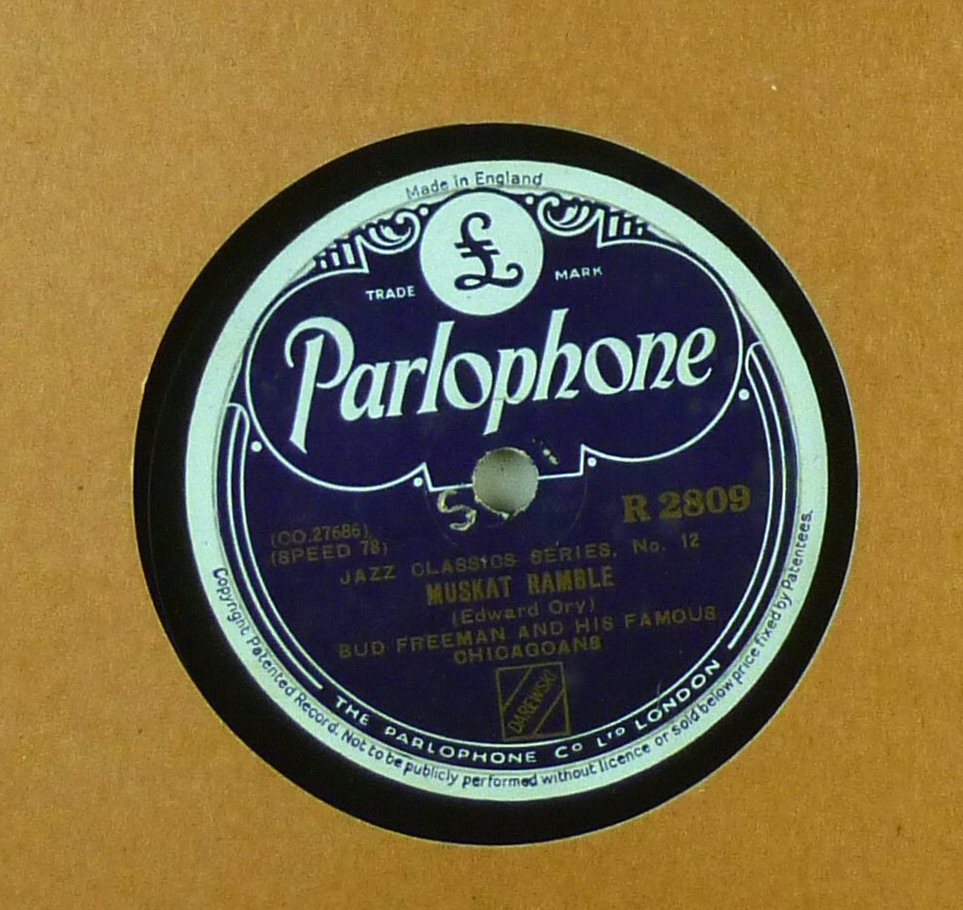 Made in England
£
TRADE MARK
Parlophone
R 2809
(CO.27686)
(SPEED 78)
JAZZ CLASSICS SERIES. No. 12
MUSKAT RAMBLE
(Edward Ory)
BUD FREEMAN AND HIS FAMOUS
CHICAGOANS
DAREWSKI
THE PARLOPHONE CO LTD LONDON
Copyright Patented Record. Not to be publicly performed without licence or sold below price fixed by Patentees.